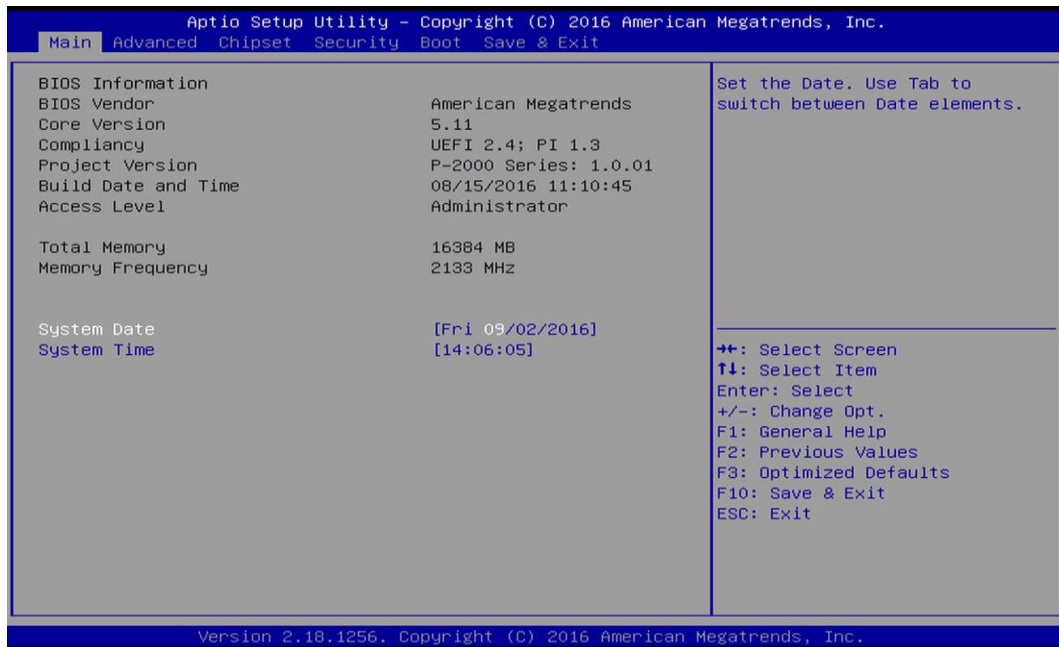 Aptio Setup Utility – Copyright (C) 2016 American Megatrends, Inc.
Main Advanced Chipset Security Boot Save & Exit
BIOS Information
BIOS Vendor American Megatrends
Core Version 5.11
Compliancy UEFI 2.4; PI 1.3
Project Version P-2000 Series: 1.0.01
Build Date and Time 08/15/2016 11:10:45
Access Level Administrator
Total Memory 16384 MB
Memory Frequency 2133 MHz
System Date [Fri 09/02/2016]
System Time [14:06:05]
Set the Date. Use Tab to
switch between Date elements.
→←: Select Screen
↑↓: Select Item
Enter: Select
+/-: Change Opt.
F1: General Help
F2: Previous Values
F3: Optimized Defaults
F10: Save & Exit
ESC: Exit
Version 2.18.1256. Copyright (C) 2016 American Megatrends, Inc.